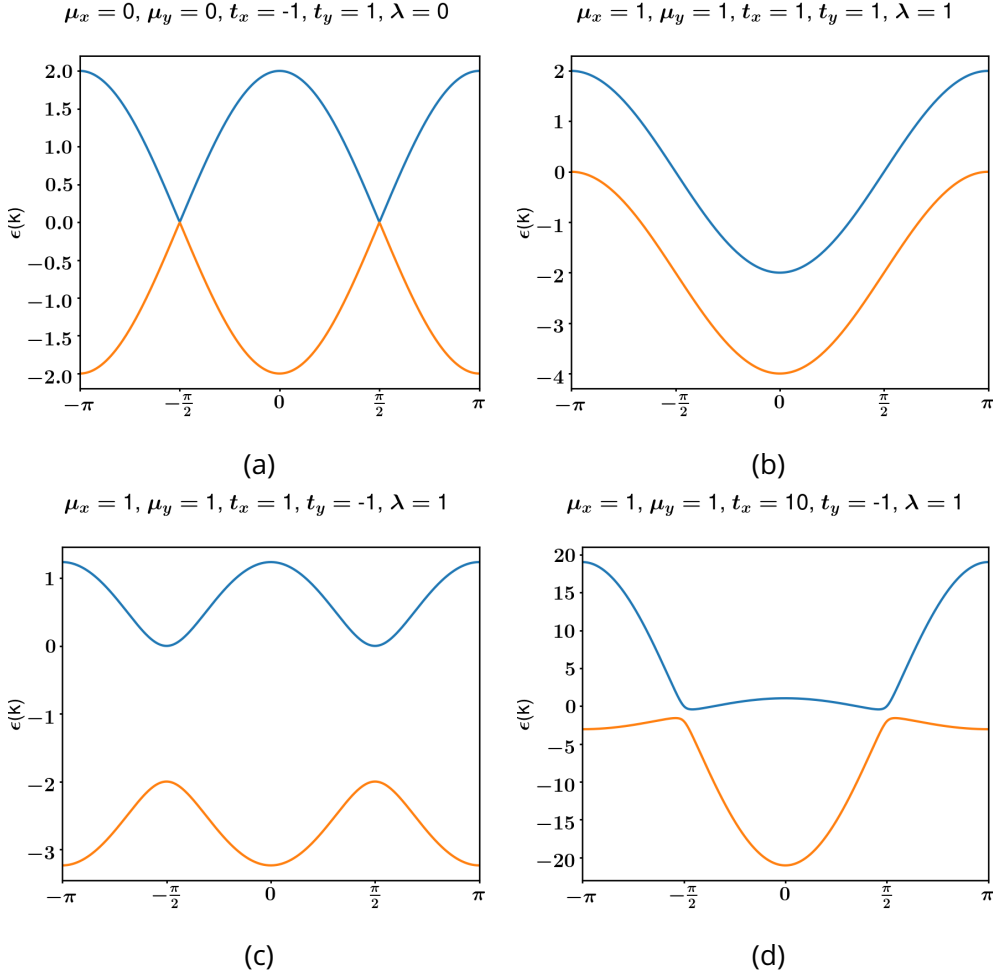 μx = 0, μy = 0, tx = -1, ty = 1, λ = 0
2.0
1.5
1.0
0.5
0.0
−0.5
−1.0
−1.5
−2.0
ϵ(k)
−π
−π/2
0
π/2
π
(a)
μx = 1, μy = 1, tx = 1, ty = 1, λ = 1
2
1
0
−1
−2
−3
−4
ϵ(k)
−π
−π/2
0
π/2
π
(b)
μx = 1, μy = 1, tx = 1, ty = -1, λ = 1
1
0
−1
−2
−3
ϵ(k)
−π
−π/2
0
π/2
π
(c)
μx = 1, μy = 1, tx = 10, ty = -1, λ = 1
20
15
10
5
0
−5
−10
−15
−20
ϵ(k)
−π
−π/2
0
π/2
π
(d)